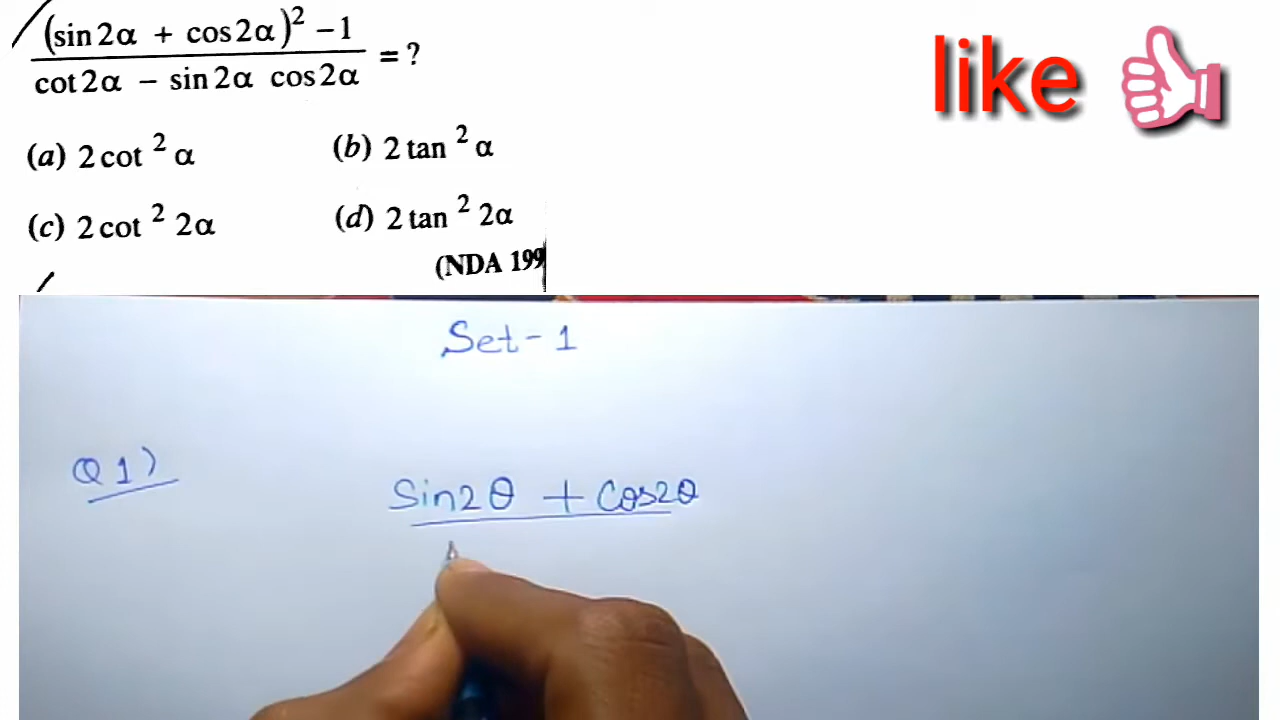 (sin 2α + cos 2α)² − 1
cot 2α − sin 2α cos 2α
= ?
(a) 2 cot ² α
(b) 2 tan ² α
(c) 2 cot ² 2α
(d) 2 tan ² 2α
(NDA 199
like
Set - 1
Q 1)
Sin2θ + Cos2θ